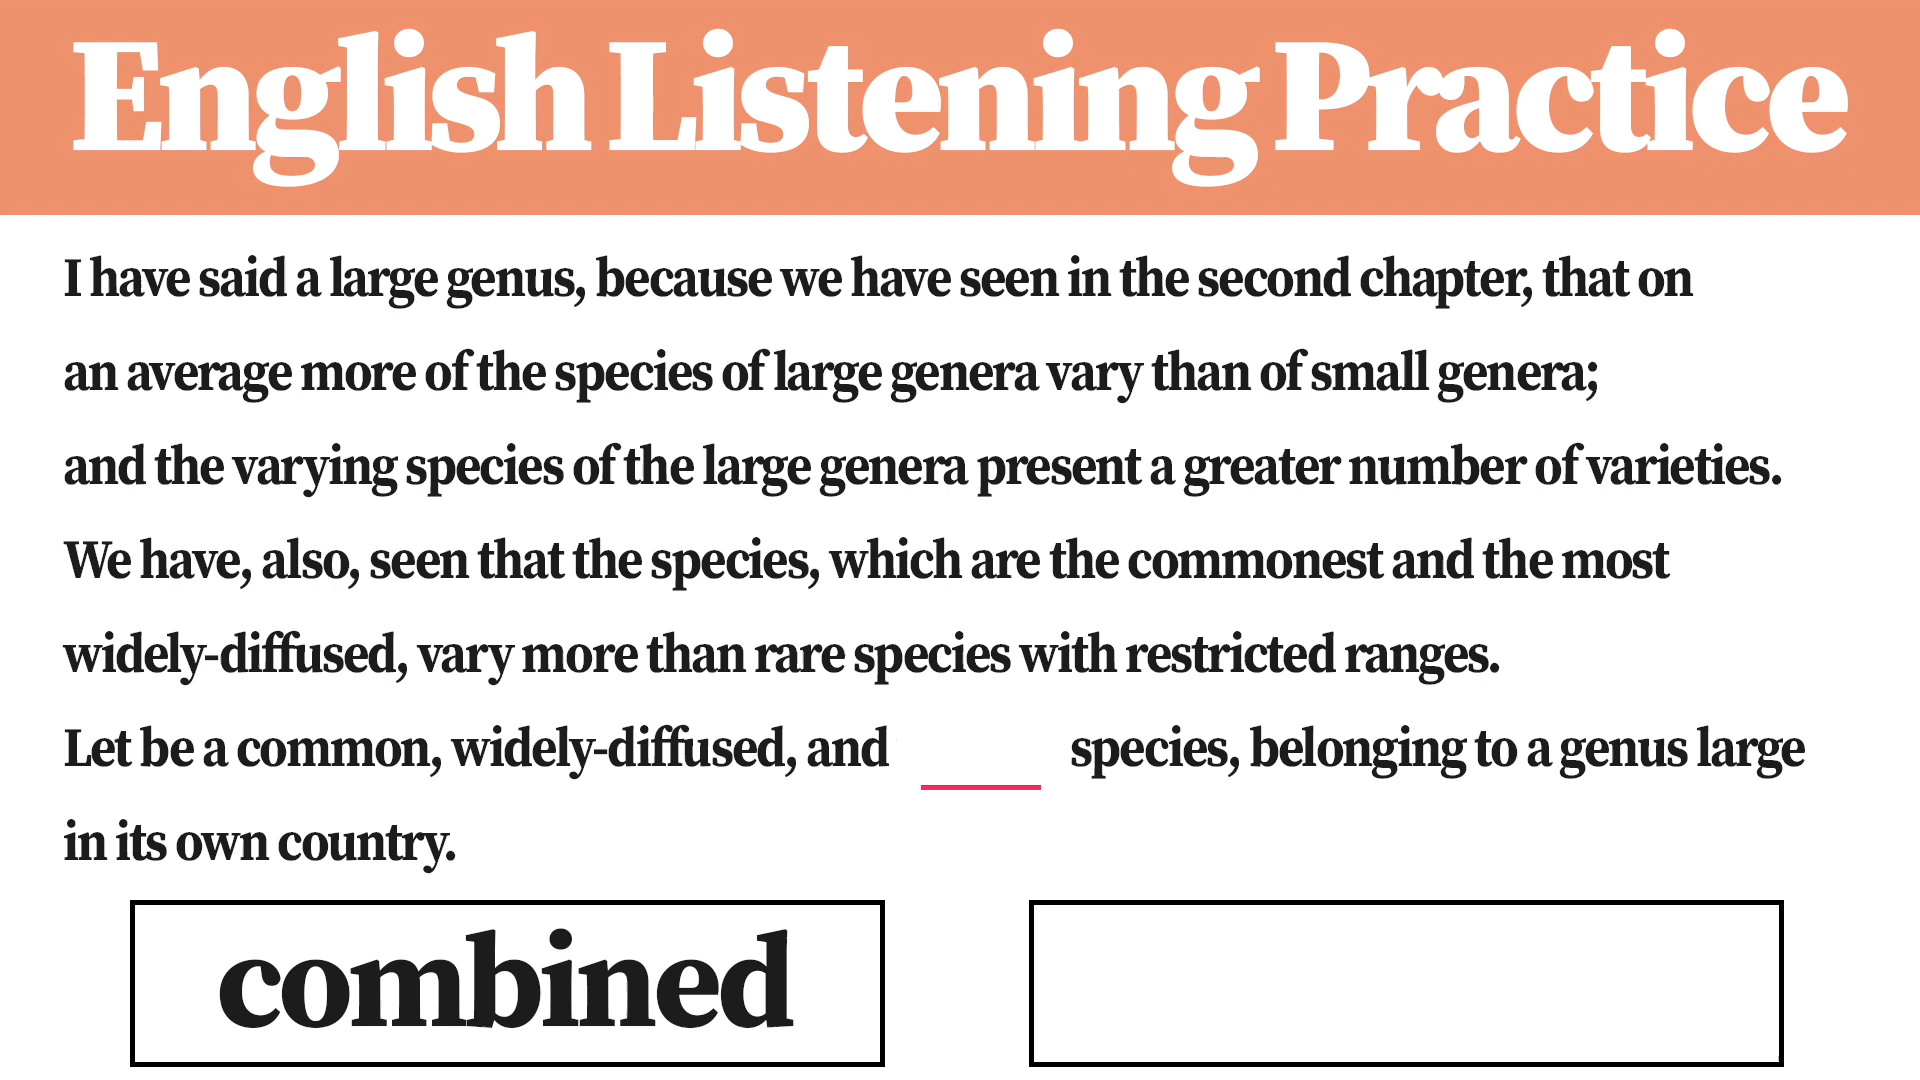 English Listening Practice
I have said a large genus, because we have seen in the second chapter, that on
an average more of the species of large genera vary than of small genera;
and the varying species of the large genera present a greater number of varieties.
We have, also, seen that the species, which are the commonest and the most
widely-diffused, vary more than rare species with restricted ranges.
Let be a common, widely-diffused, and species, belonging to a genus large
in its own country.
combined